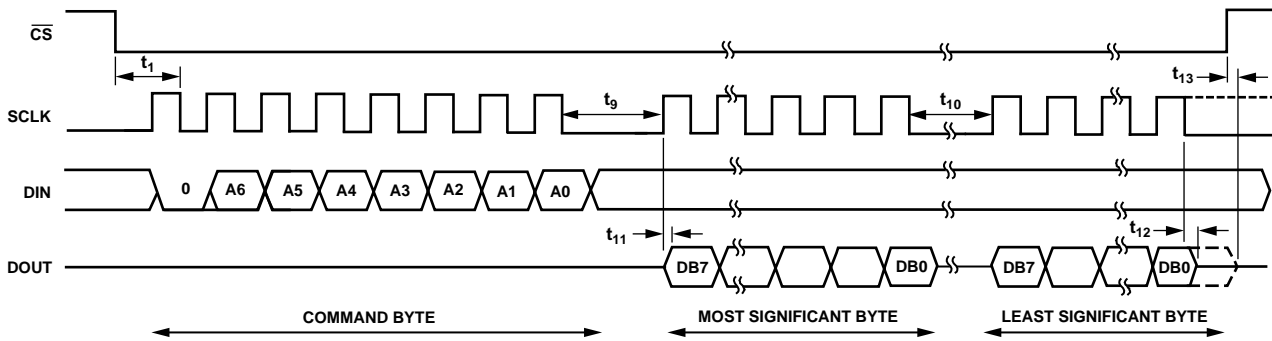 CS
t1
t13
SCLK
t9
t10
DIN
0 A6 A5 A4 A3 A2 A1 A0
t11
t12
DOUT
DB7 DB0 DB7 DB0
COMMAND BYTE
MOST SIGNIFICANT BYTE
LEAST SIGNIFICANT BYTE